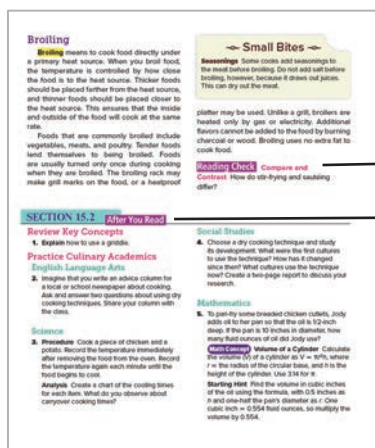 Broiling
Broiling means to cook food directly under
a primary heat source. When you broil food,
the temperature is controlled by how close
the food is to the heat source. Thicker foods
should be placed farther from the heat source,
and thinner foods should be placed closer to
the heat source. This ensures that the inside
and outside of the food will cook at the same
rate.
Foods that are commonly broiled include
vegetables, meats, and poultry. Tender foods
lend themselves to being broiled. Foods
are usually turned only once during cooking
when they are broiled. The broiling rack may
make grill marks on the food, or a heatproof
Small Bites
Seasonings Some cooks add seasonings to
the meat before broiling. Do not add salt before
broiling, however, because it draws out juices.
This can dry out the meat.
platter may be used. Unlike a grill, broilers are
heated only by gas or electricity. Additional
flavors cannot be added to the food by burning
charcoal or wood. Broiling uses no extra fat to
cook food.
Reading Check Compare and
Contrast How do stir-frying and sautéing
differ?
SECTION 15.2 After You Read
Review Key Concepts
1. Explain how to use a griddle.
Practice Culinary Academics
English Language Arts
2. Imagine that you write an advice column for
a local or school newspaper about cooking.
Ask and answer two questions about using dry
cooking techniques. Share your column with
the class.
Science
3. Procedure Cook a piece of chicken and a
potato. Record the temperature immediately
after removing the food from the oven. Record
the temperature again each minute until the
food begins to cool.
Analysis Create a chart of the cooling times
for each item. What do you observe about
carryover cooking times?
Social Studies
4. Choose a dry cooking technique and study
its development. What were the first cultures
to use the technique? How has it changed
since then? What cultures use the technique
now? Create a two-page report to discuss your
research.
Mathematics
5. To pan-fry some breaded chicken cutlets, Jody
adds oil to her pan so that the oil is 1/2-inch
deep. If the pan is 10 inches in diameter, how
many fluid ounces of oil did Jody use?
Math Concept Volume of a Cylinder Calculate
the volume (V) of a cylinder as V = πr²h, where
r = the radius of the circular base, and h is the
height of the cylinder. Use 3.14 for π.
Starting Hint Find the volume in cubic inches
of the oil using the formula, with 0.5 inches as
h and one-half the pan's diameter as r. One
cubic inch = 0.554 fluid ounces, so multiply the
volume by 0.554.